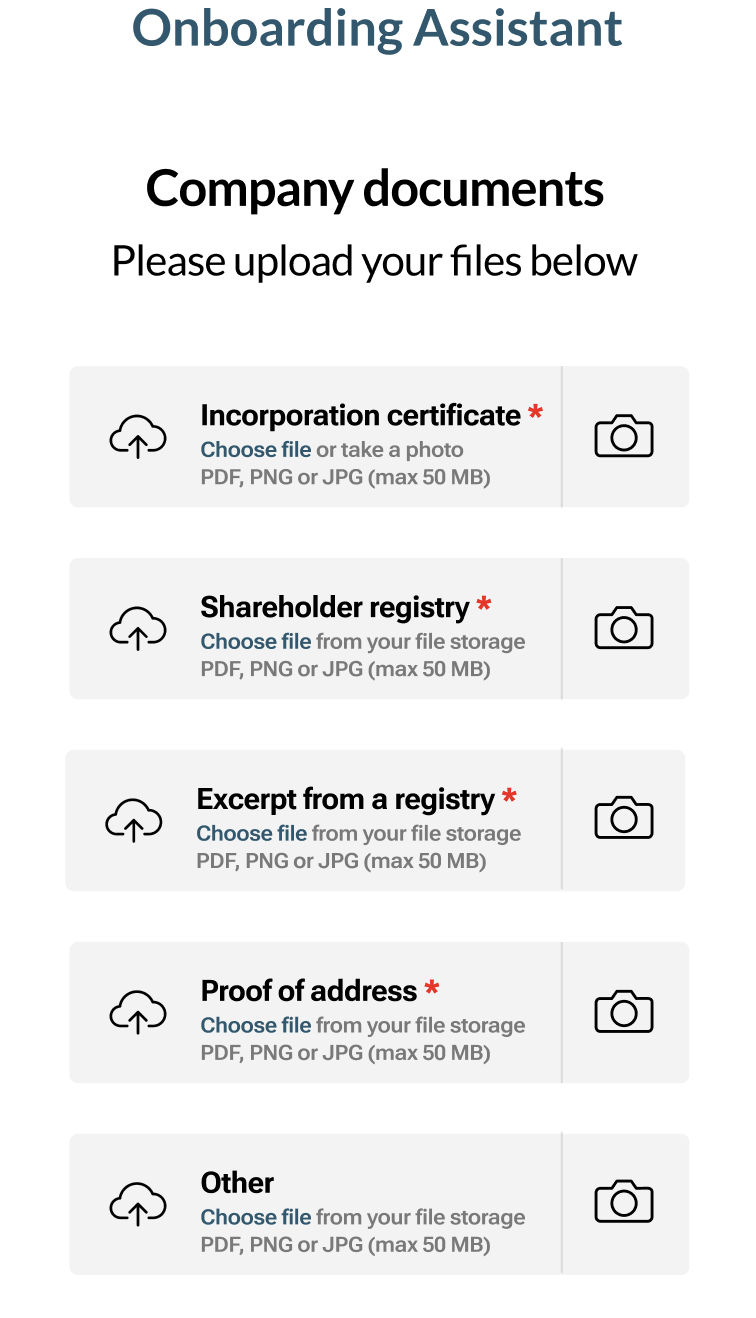 Onboarding Assistant
Company documents
Please upload your files below
Incorporation certificate *
Choose file or take a photo
PDF, PNG or JPG (max 50 MB)
Shareholder registry *
Choose file from your file storage
PDF, PNG or JPG (max 50 MB)
Excerpt from a registry *
Choose file from your file storage
PDF, PNG or JPG (max 50 MB)
Proof of address *
Choose file from your file storage
PDF, PNG or JPG (max 50 MB)
Other
Choose file from your file storage
PDF, PNG or JPG (max 50 MB)